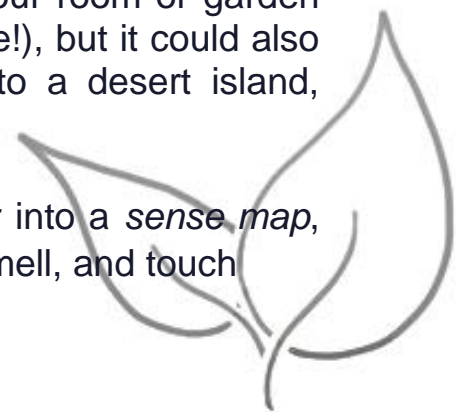 our room or garden
e!), but it could also
to a desert island,
r into a sense map,
mell, and touch